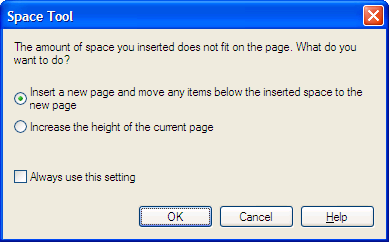 Space Tool
The amount of space you inserted does not fit on the page. What do you
want to do?
Insert a new page and move any items below the inserted space to the
new page
Increase the height of the current page
Always use this setting
OK
Cancel
Help